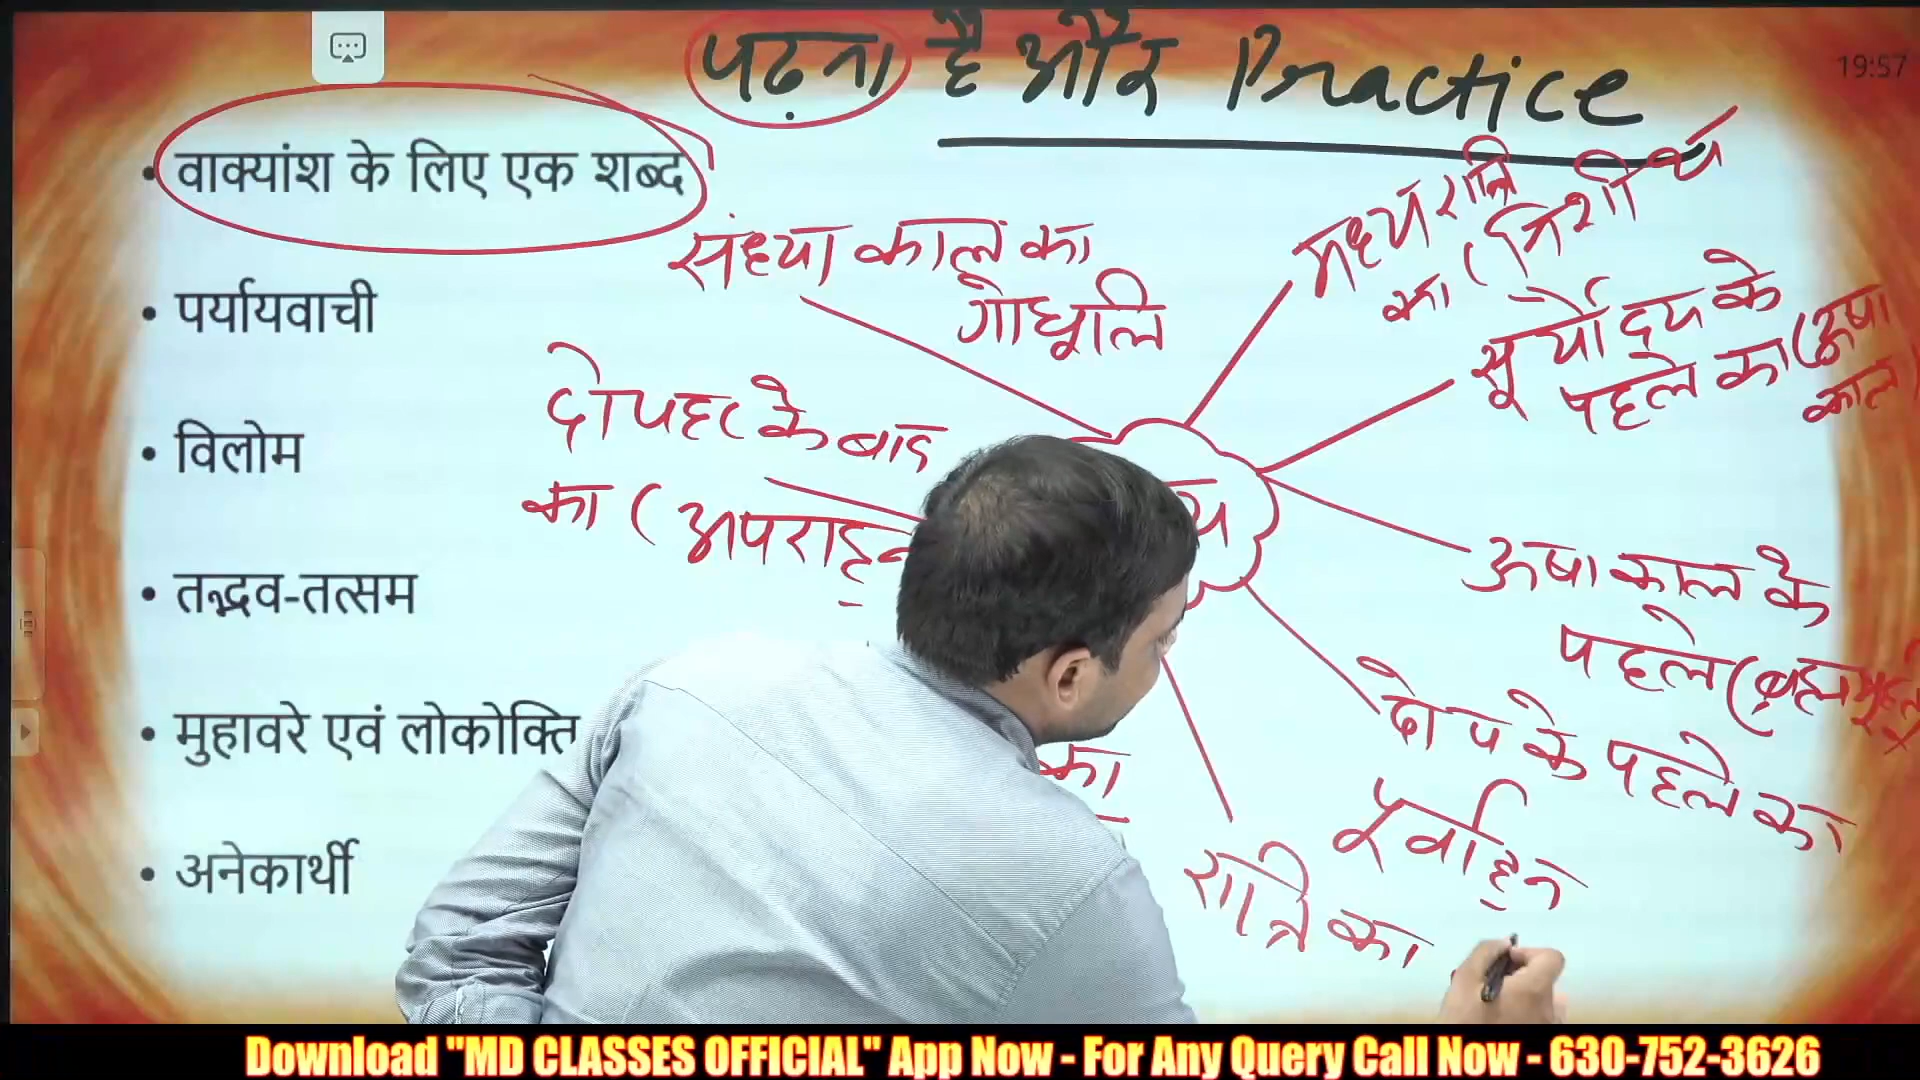 पढ़ना है और Practice
19:57
वाक्यांश के लिए एक शब्द
पर्यायवाची
विलोम
तद्भव-तत्सम
मुहावरे एवं लोकोक्ति
अनेकार्थी
संध्या काल का
गोधूलि
मध्य रात्रि
का (निशीथ
सूर्योदय के
पहले का (ऊषा
काल)
दोपहर के बाद
का (अपराह्न
ऊषा काल के
पहले (ब्रह्ममुहूर्त
दोप के पहले का
पूर्वाह्न
का
रात्रि का
Download "MD CLASSES OFFICIAL" App Now - For Any Query Call Now - 630-752-3626